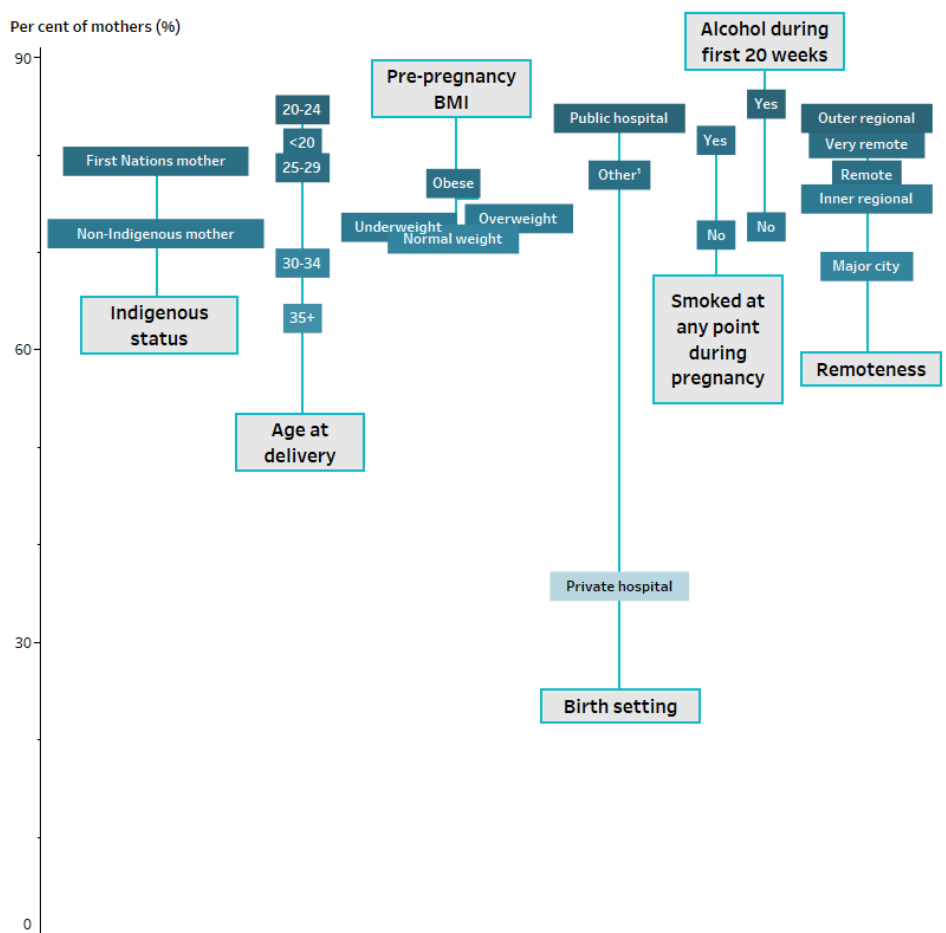 Per cent of mothers (%)
90
60
30
0
First Nations mother
Non-Indigenous mother
Indigenous
status
20-24
<20
25-29
30-34
35+
Age at
delivery
Pre-pregnancy
BMI
Obese
Overweight
Underweight
Normal weight
Public hospital
Other¹
Private hospital
Birth setting
Yes
No
Smoked at
any point
during
pregnancy
Alcohol during
first 20 weeks
Yes
No
Outer regional
Very remote
Remote
Inner regional
Major city
Remoteness